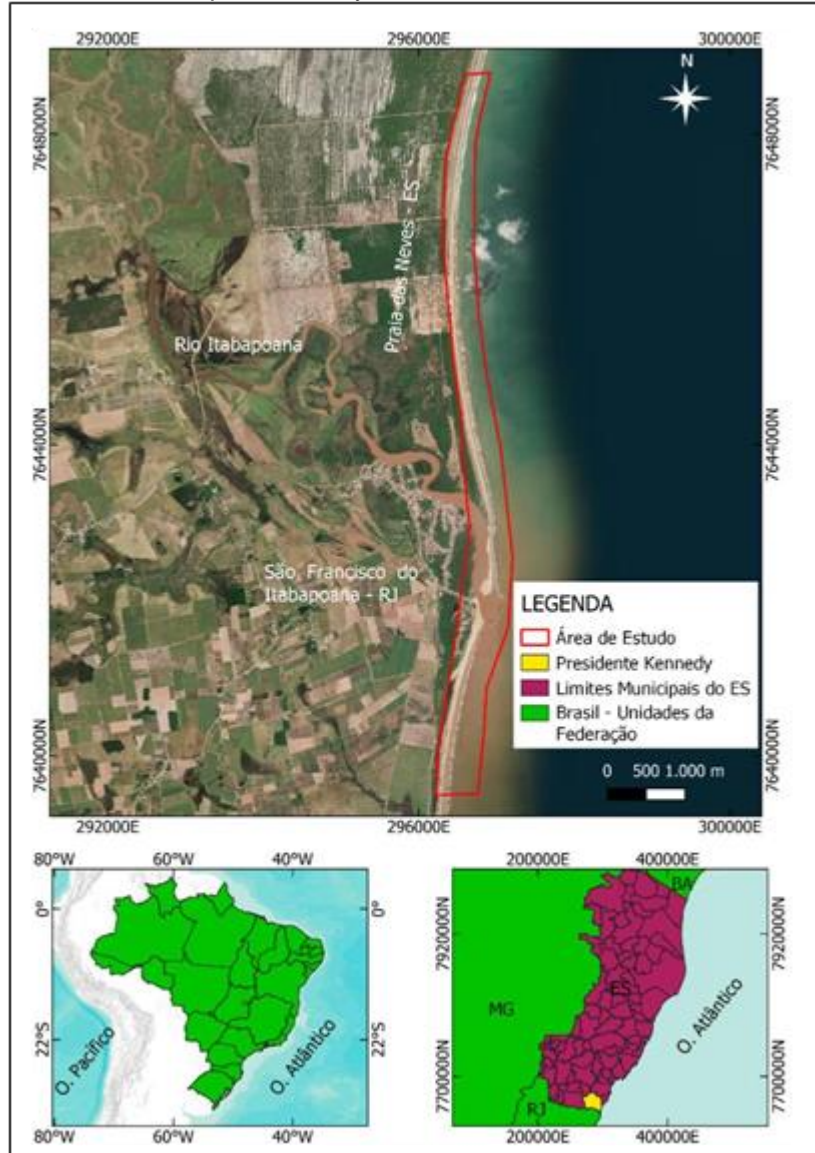 292000E 296000E 300000E
N
7648000N 7648000N
Praia das Neves - ES
Rio Itabapoana
7644000N 7644000N
São Francisco do
Itabapoana - RJ
LEGENDA
Área de Estudo
Presidente Kennedy
Limites Municipais do ES
Brasil - Unidades da
Federação
0 500 1.000 m
7640000N 7640000N
292000E 296000E 300000E
80°W 60°W 40°W
0° 0°
22°S 22°S
O. Pacífico
O. Atlântico
80°W 60°W 40°W
200000E 400000E
BA
7920000N 7920000N
ES
MG
O. Atlântico
7700000N 7700000N
RJ
200000E 400000E